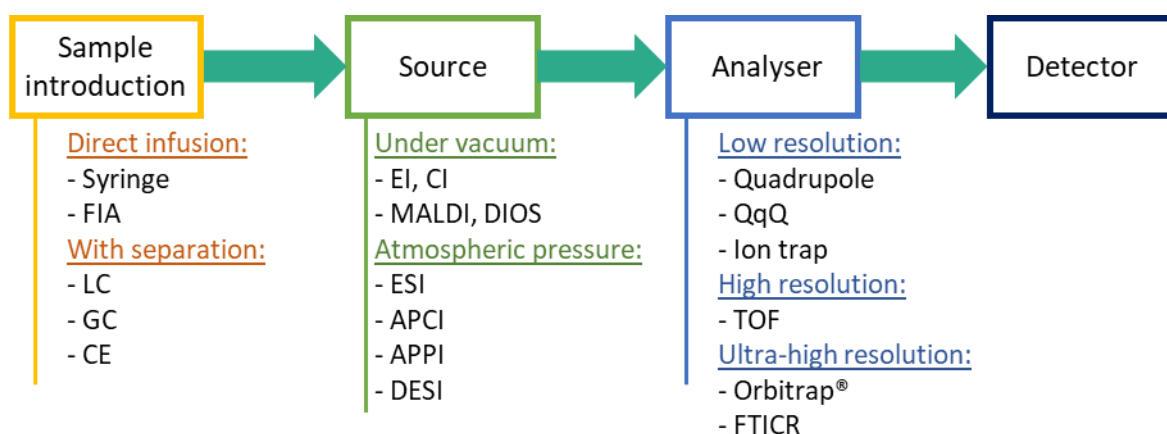 Sample
introduction
Source
Analyser
Detector
Direct infusion:
- Syringe
- FIA
With separation:
- LC
- GC
- CE
Under vacuum:
- EI, CI
- MALDI, DIOS
Atmospheric pressure:
- ESI
- APCI
- APPI
- DESI
Low resolution:
- Quadrupole
- QqQ
- Ion trap
High resolution:
- TOF
Ultra-high resolution:
- Orbitrap®
- FTICR